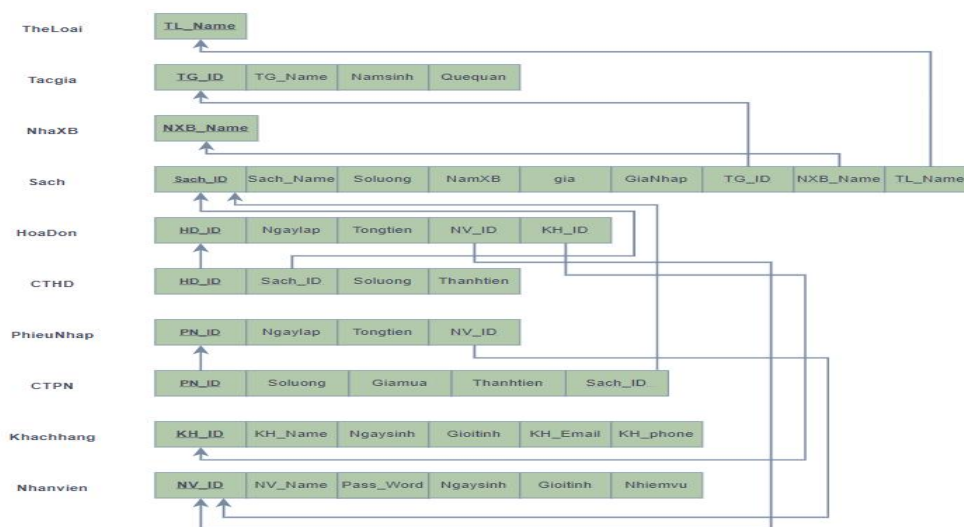 TheLoai TL_Name
Tacgia TG_ID TG_Name Namsinh Quequan
NhaXB NXB_Name
Sach Sach_ID Sach_Name Soluong NamXB gia GiaNhap TG_ID NXB_Name TL_Name
HoaDon HD_ID Ngaylap Tongtien NV_ID KH_ID
CTHD HD_ID Sach_ID Soluong Thanhtien
PhieuNhap PN_ID Ngaylap Tongtien NV_ID
CTPN PN_ID Soluong Giamua Thanhtien Sach_ID
Khachhang KH_ID KH_Name Ngaysinh Gioitinh KH_Email KH_phone
Nhanvien NV_ID NV_Name Pass_Word Ngaysinh Gioitinh Nhiemvu